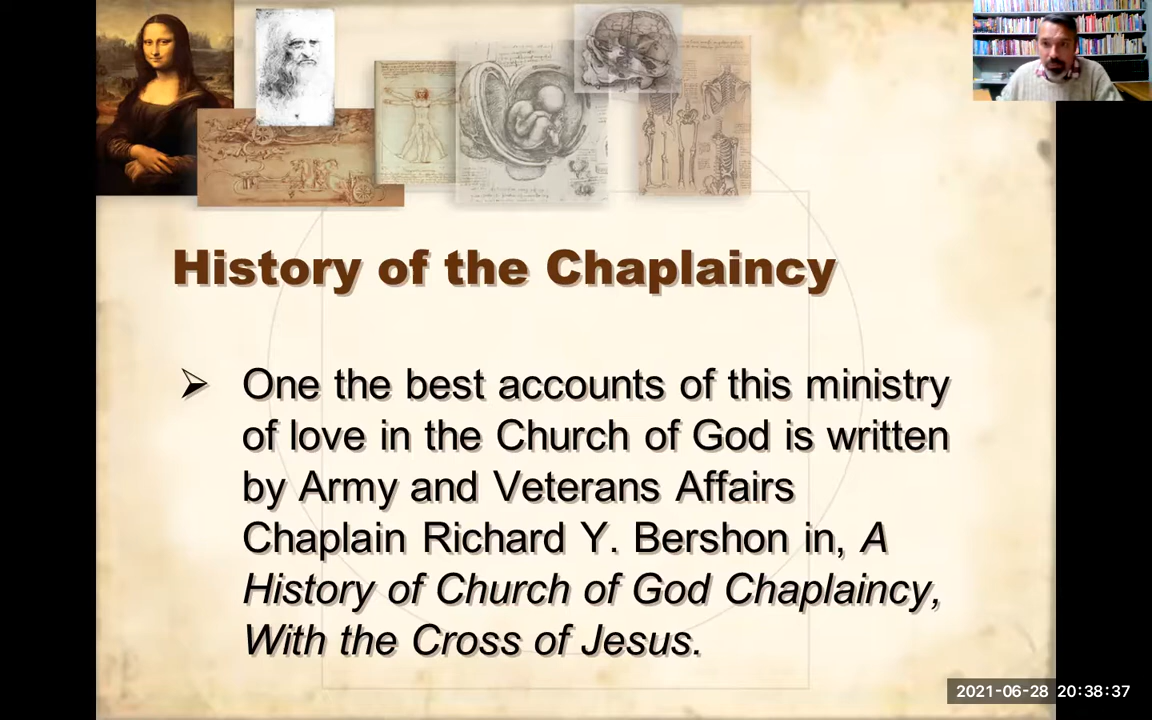 History of the Chaplaincy
➢ One the best accounts of this ministry
of love in the Church of God is written
by Army and Veterans Affairs
Chaplain Richard Y. Bershon in, A
History of Church of God Chaplaincy,
With the Cross of Jesus.
2021-06-28 20:38:37